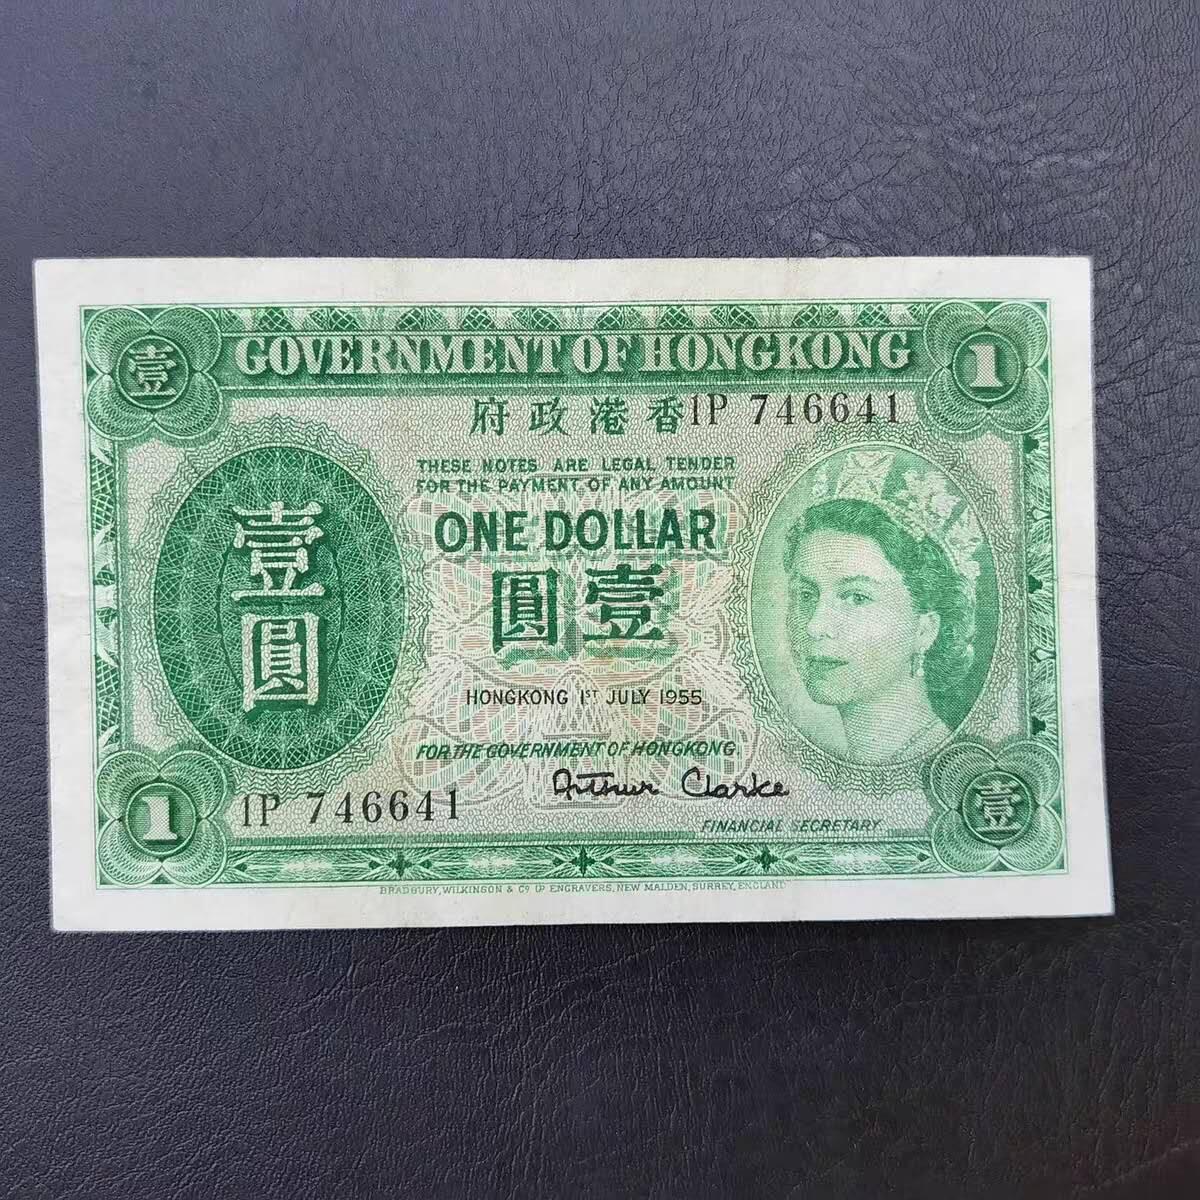 壹 GOVERNMENT OF HONGKONG 1
府政港香 1P 746641
THESE NOTES ARE LEGAL TENDER
FOR THE PAYMENT OF ANY AMOUNT
ONE DOLLAR
圓壹
壹圓
HONGKONG 1ST JULY 1955
FOR THE GOVERNMENT OF HONGKONG
Arthur Clarke
1 1P 746641 壹
FINANCIAL SECRETARY
BRADBURY, WILKINSON & Co LD ENGRAVERS, NEW MALDEN, SURREY, ENGLAND